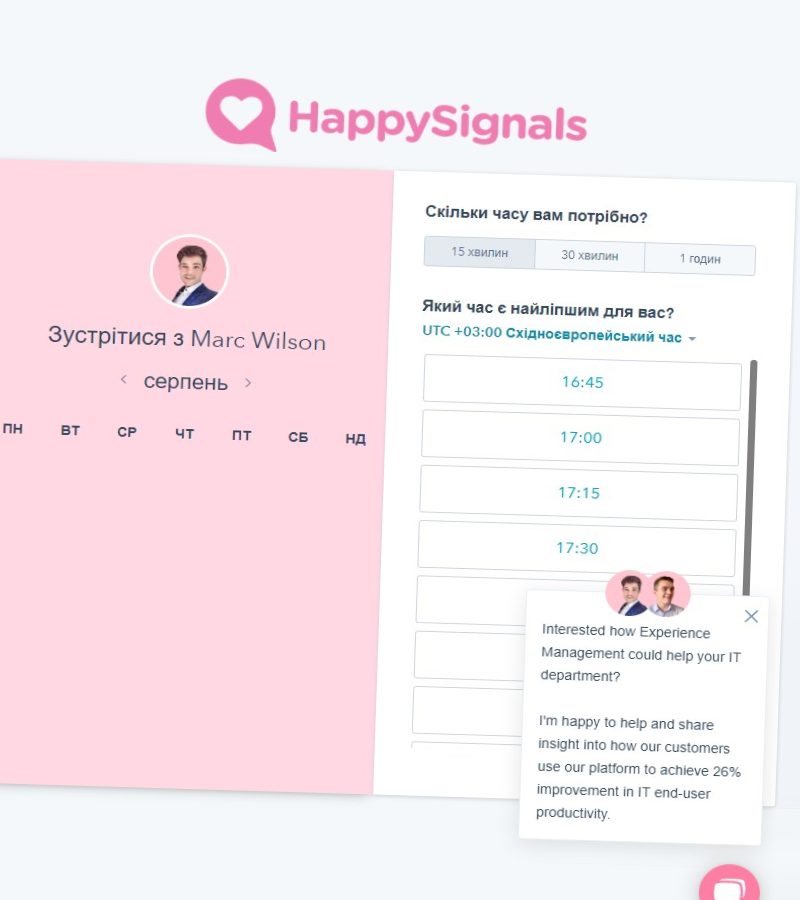 HappySignals
Зустрітися з Marc Wilson
серпень
ПН ВТ СР ЧТ ПТ СБ НД
Скільки часу вам потрібно?
15 хвилин 30 хвилин 1 годин
Який час є найліпшим для вас?
UTC +03:00 Східноєвропейський час
16:45
17:00
17:15
17:30
Interested how Experience
Management could help your IT
department?
I'm happy to help and share
insight into how our customers
use our platform to achieve 26%
improvement in IT end-user
productivity.